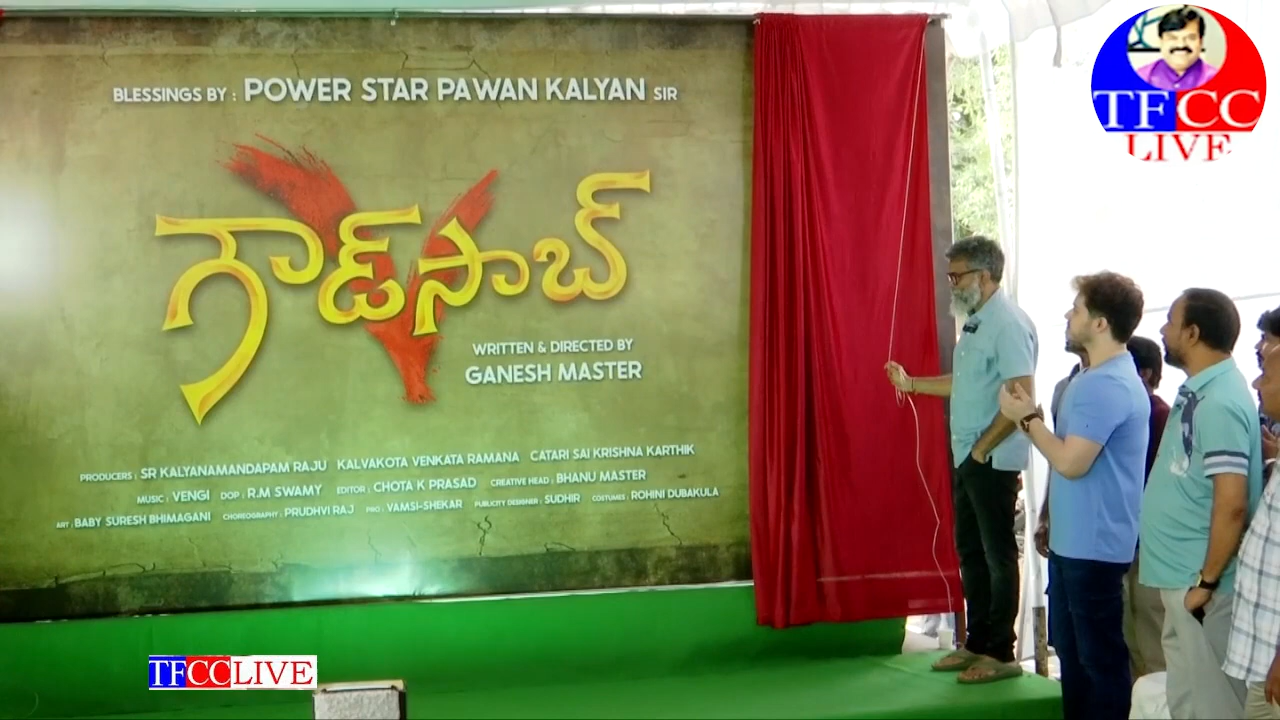 BLESSINGS BY : POWER STAR PAWAN KALYAN SIR
గౌడ్ సాబ్
WRITTEN & DIRECTED BY
GANESH MASTER
PRODUCERS : SR KALYANAMANDAPAM RAJU KALVAKOTA VENKATA RAMANA CATARI SAI KRISHNA KARTHIK
MUSIC : VENGI DOP : R.M SWAMY EDITOR : CHOTA K PRASAD CREATIVE HEAD : BHANU MASTER
ART : BABY SURESH BHIMAGANI CHOREOGRAPHY : PRUDHVI RAJ PRO : VAMSI-SHEKAR PUBLICITY DESIGNER : SUDHIR COSTUMES : ROHINI DUBAKULA
TFCC
LIVE
TFCCLIVE